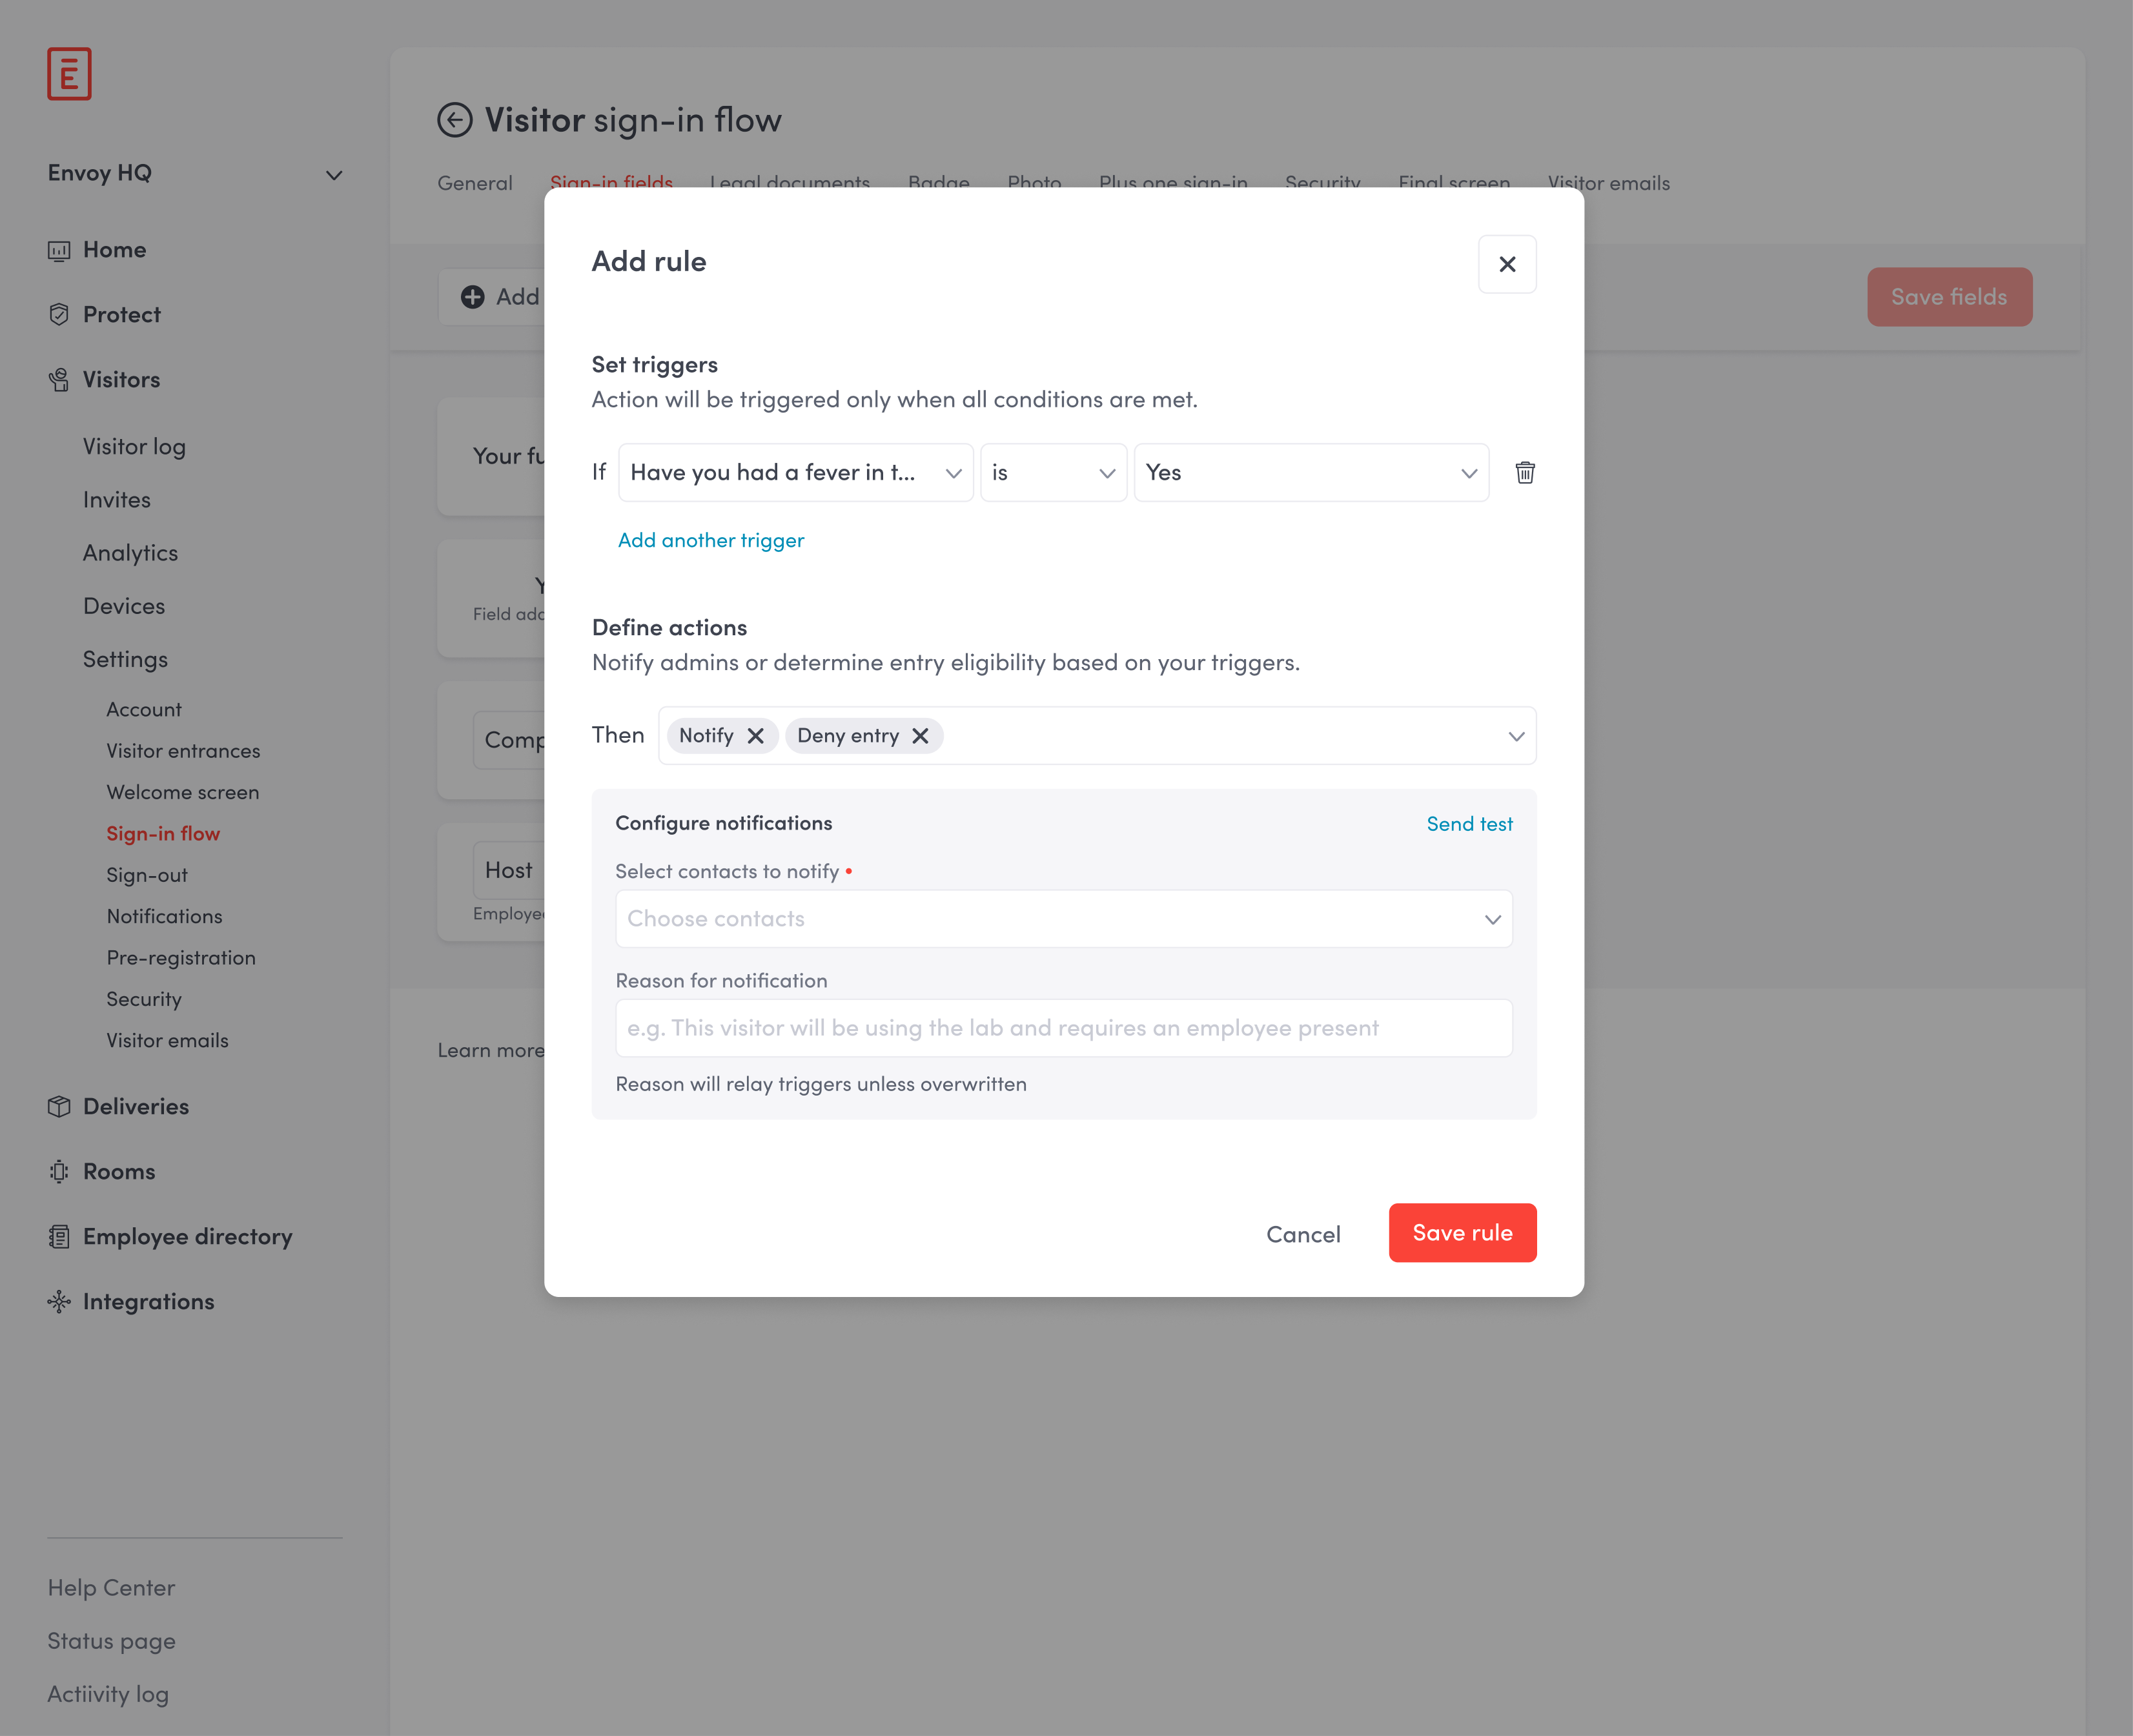 E
Envoy HQ
Home
Protect
Visitors
Visitor log
Invites
Analytics
Devices
Settings
Account
Visitor entrances
Welcome screen
Sign-in flow
Sign-out
Notifications
Pre-registration
Security
Visitor emails
Deliveries
Rooms
Employee directory
Integrations
Help Center
Status page
Actiivity log
Visitor sign-in flow
General Sign-in fields Legal documents Badge Photo Plus one sign-in Security Final screen Visitor emails
Add
Save fields
Your fu
Y
Field add
Comp
Host
Employee
Learn more
Add rule
Set triggers
Action will be triggered only when all conditions are met.
If Have you had a fever in t... is Yes
Add another trigger
Define actions
Notify admins or determine entry eligibility based on your triggers.
Then Notify Deny entry
Configure notifications Send test
Select contacts to notify •
Choose contacts
Reason for notification
e.g. This visitor will be using the lab and requires an employee present
Reason will relay triggers unless overwritten
Cancel Save rule